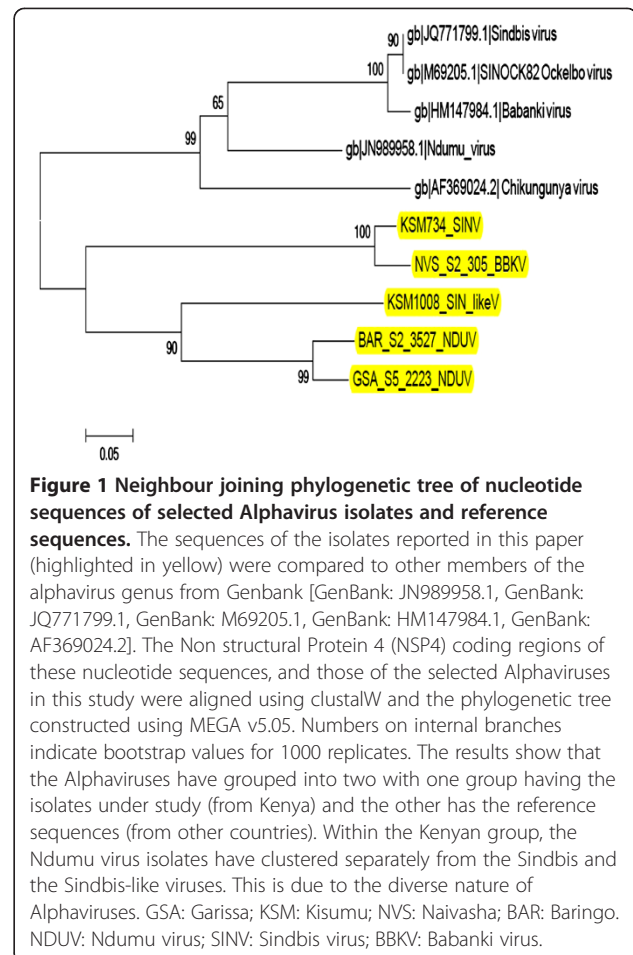 90
gb|JQ771799.1|Sindbis virus
gb|M69205.1|SINOCK82 Ockelbo virus
100
gb|HM147984.1|Babanki virus
65
gb|JN989958.1|Ndumu_virus
99
gb|AF369024.2|Chikungunya virus
KSM734_SINV
100
NVS_S2_305_BBKV
KSM1008_SIN_likeV
90
BAR_S2_3527_NDUV
99
GSA_S5_2223_NDUV
0.05
Figure 1 Neighbour joining phylogenetic tree of nucleotide
sequences of selected Alphavirus isolates and reference
sequences. The sequences of the isolates reported in this paper
(highlighted in yellow) were compared to other members of the
alphavirus genus from Genbank [GenBank: JN989958.1, GenBank:
JQ771799.1, GenBank: M69205.1, GenBank: HM147984.1, GenBank:
AF369024.2]. The Non structural Protein 4 (NSP4) coding regions of
these nucleotide sequences, and those of the selected Alphaviruses
in this study were aligned using clustalW and the phylogenetic tree
constructed using MEGA v5.05. Numbers on internal branches
indicate bootstrap values for 1000 replicates. The results show that
the Alphaviruses have grouped into two with one group having the
isolates under study (from Kenya) and the other has the reference
sequences (from other countries). Within the Kenyan group, the
Ndumu virus isolates have clustered separately from the Sindbis and
the Sindbis-like viruses. This is due to the diverse nature of
Alphaviruses. GSA: Garissa; KSM: Kisumu; NVS: Naivasha; BAR: Baringo.
NDUV: Ndumu virus; SINV: Sindbis virus; BBKV: Babanki virus.